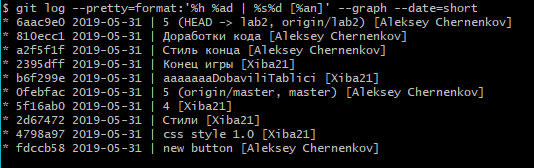 $ git log --pretty=format:'%h %ad | %s%d [%an]' --graph --date=short
* 6aac9e0 2019-05-31 | 5 (HEAD -> lab2, origin/lab2) [Aleksey Chernenkov]
* 810ecc1 2019-05-31 | Доработки кода [Aleksey Chernenkov]
* a2f5f1f 2019-05-31 | Стиль конца [Aleksey Chernenkov]
* 2395dff 2019-05-31 | Конец игры [Xiba21]
* b6f299e 2019-05-31 | aaaaaaaDobaviliTablici [Xiba21]
* 0febfac 2019-05-31 | 5 (origin/master, master) [Aleksey Chernenkov]
* 5f16ab0 2019-05-31 | 4 [Xiba21]
* 2d67472 2019-05-31 | Стили [Xiba21]
* 4798a97 2019-05-31 | css style 1.0 [Xiba21]
* fdccb58 2019-05-31 | new button [Aleksey Chernenkov]